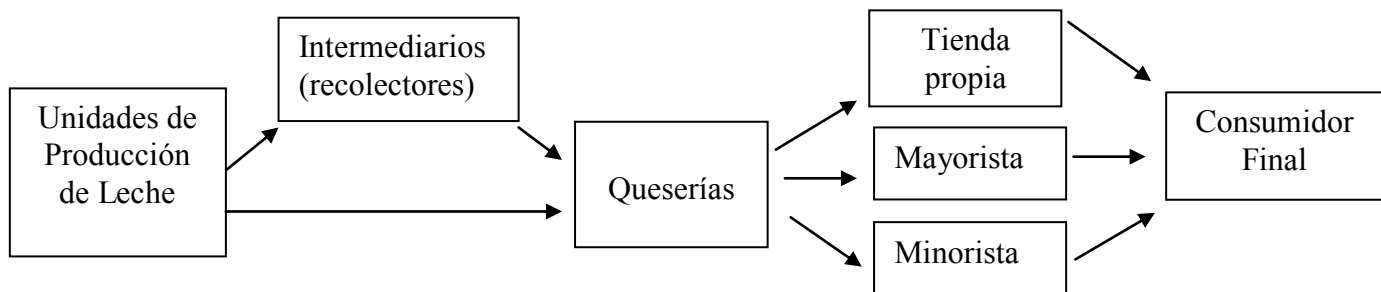 Unidades de
Producción
de Leche
Intermediarios
(recolectores)
Queserías
Tienda
propia
Mayorista
Minorista
Consumidor
Final